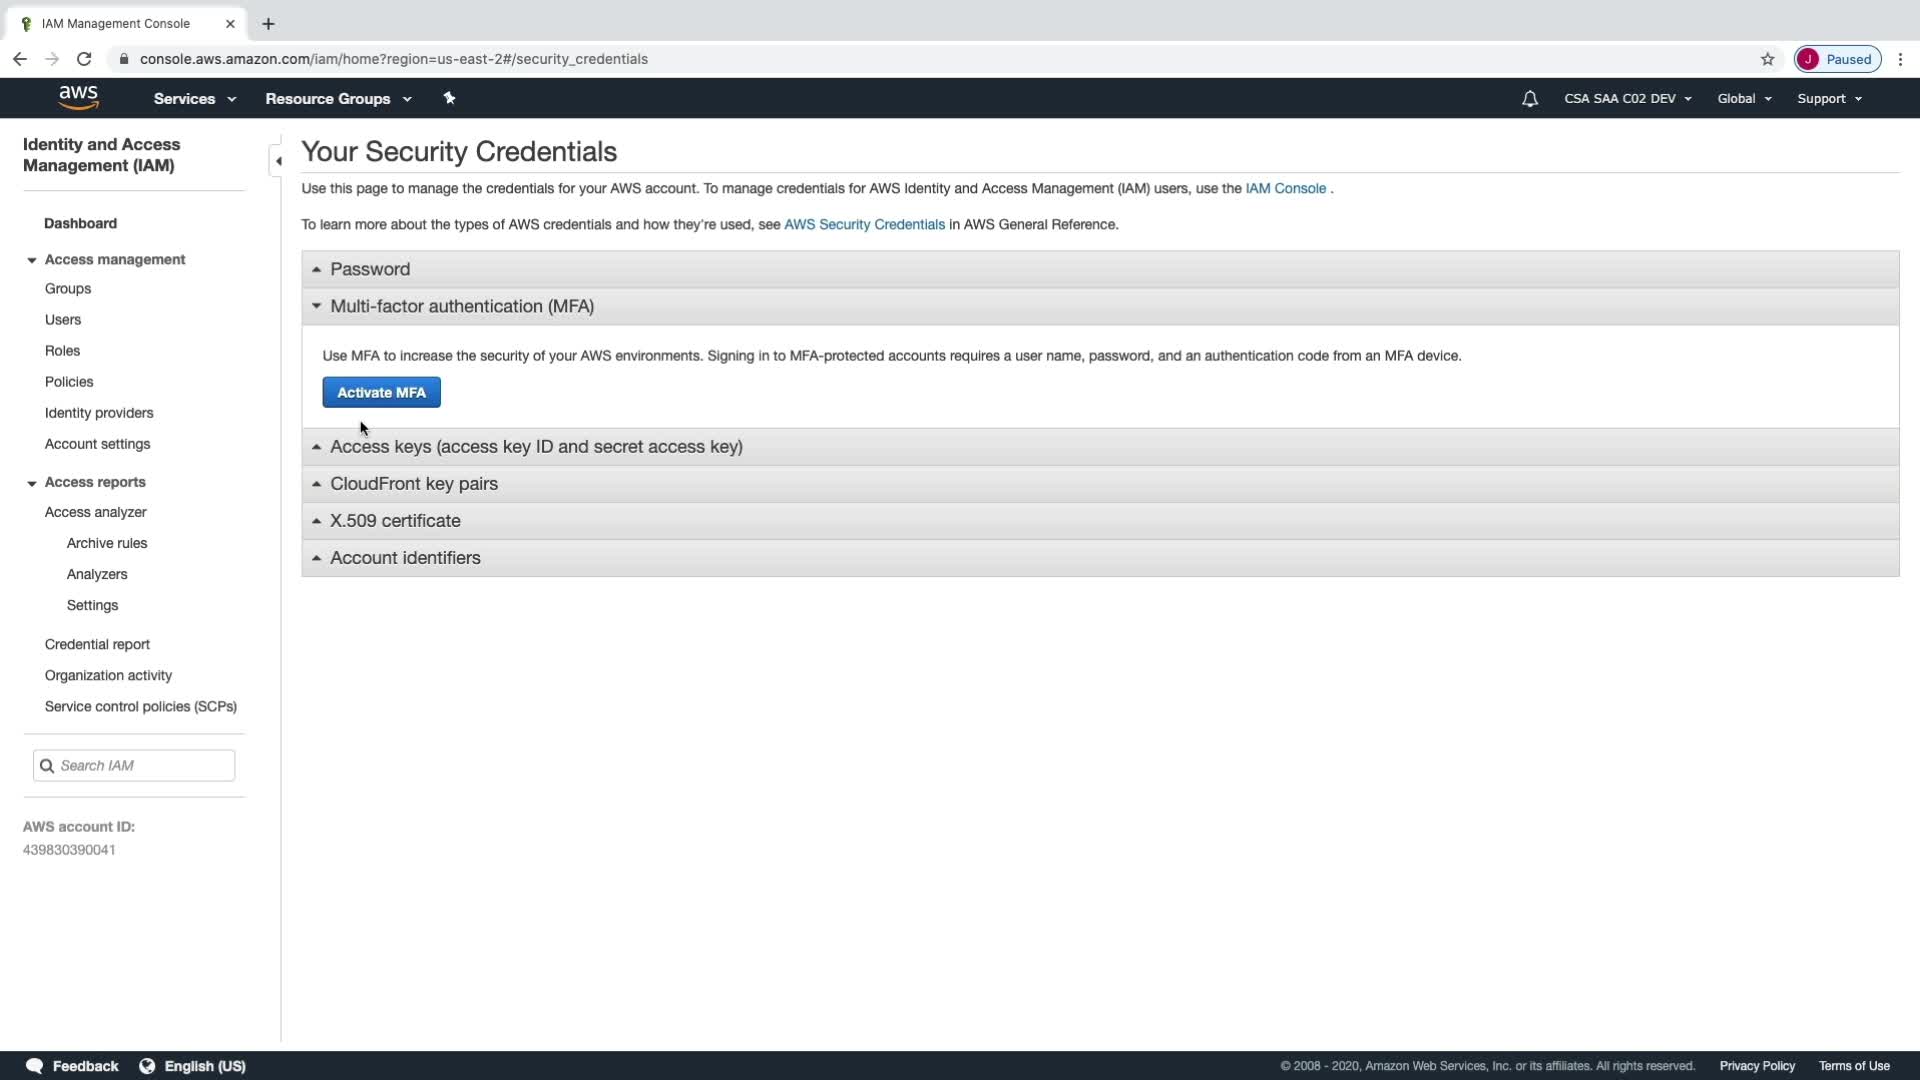 IAM Management Console
console.aws.amazon.com/iam/home?region=us-east-2#/security_credentials
J Paused
aws Services Resource Groups CSA SAA C02 DEV Global Support
Identity and Access
Management (IAM)
Dashboard
Access management
Groups
Users
Roles
Policies
Identity providers
Account settings
Access reports
Access analyzer
Archive rules
Analyzers
Settings
Credential report
Organization activity
Service control policies (SCPs)
Search IAM
AWS account ID:
439830390041
Your Security Credentials
Use this page to manage the credentials for your AWS account. To manage credentials for AWS Identity and Access Management (IAM) users, use the IAM Console .
To learn more about the types of AWS credentials and how they're used, see AWS Security Credentials in AWS General Reference.
Password
Multi-factor authentication (MFA)
Use MFA to increase the security of your AWS environments. Signing in to MFA-protected accounts requires a user name, password, and an authentication code from an MFA device.
Activate MFA
Access keys (access key ID and secret access key)
CloudFront key pairs
X.509 certificate
Account identifiers
Feedback English (US) © 2008 - 2020, Amazon Web Services, Inc. or its affiliates. All rights reserved. Privacy Policy Terms of Use